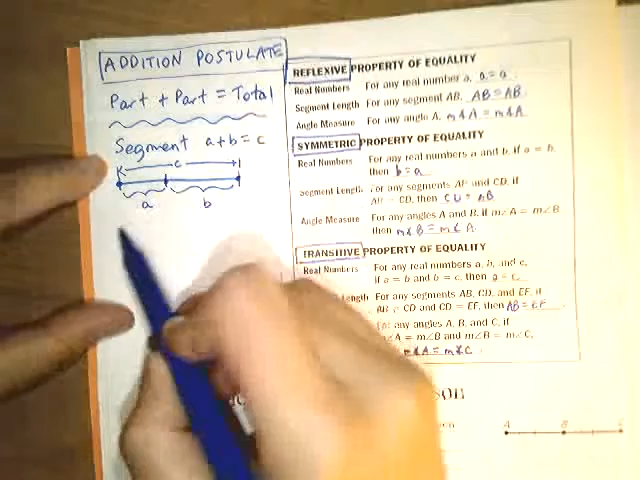 ADDITION POSTULATE
Part + Part = Total
Segment a+b = c
c
a b
REFLEXIVE PROPERTY OF EQUALITY
Real Numbers For any real number a, a = a
Segment Length For any segment AB, AB = AB
Angle Measure For any angle A, m∡A = m∡A
SYMMETRIC PROPERTY OF EQUALITY
Real Numbers For any real numbers a and b, if a = b,
then b = a
Segment Length For any segments AB and CD, if
AB = CD, then CD = AB
Angle Measure For any angles A and B, if m∠A = m∠B
then m∡B = m∡A.
TRANSITIVE PROPERTY OF EQUALITY
Real Numbers For any real numbers a, b, and c,
if a = b and b = c, then a = c
Length For any segments AB, CD, and EF, if
AB = CD and CD = EF, then AB = EF
For any angles A, B, and C, if
m∠A = m∠B and m∠B = m∠C,
m∡A = m∡C.
A B C